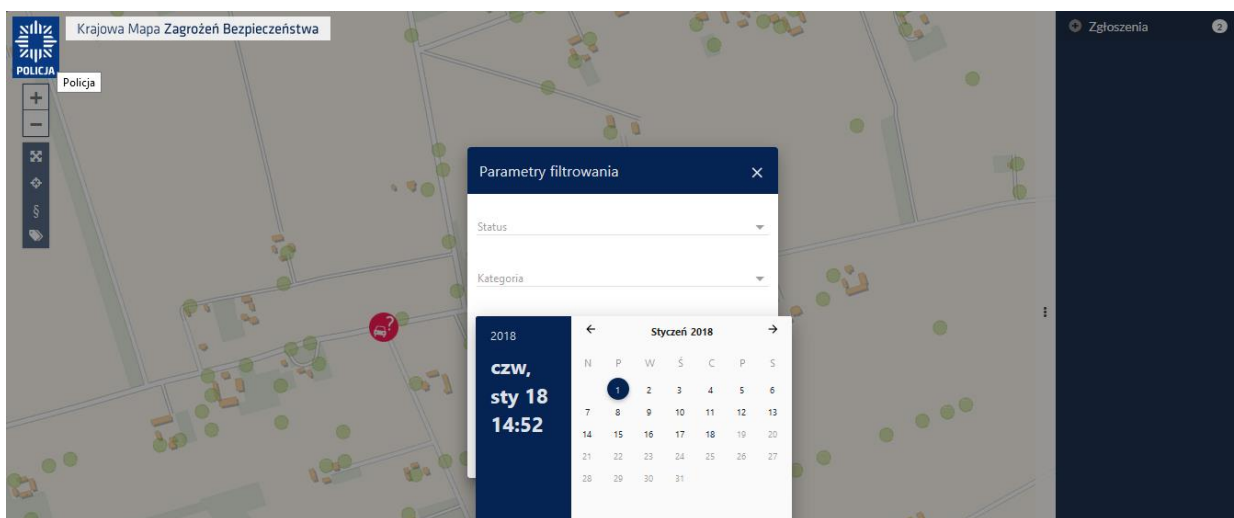 Krajowa Mapa Zagrożeń Bezpieczeństwa
POLICJA
Policja
+
−
§
Zgłoszenia 2
?
Parametry filtrowania ×
Status
Kategoria
2018
czw,
sty 18
14:52
← Styczeń 2018 →
N P W Ś C P S
1 2 3 4 5 6
7 8 9 10 11 12 13
14 15 16 17 18 19 20
21 22 23 24 25 26 27
28 29 30 31